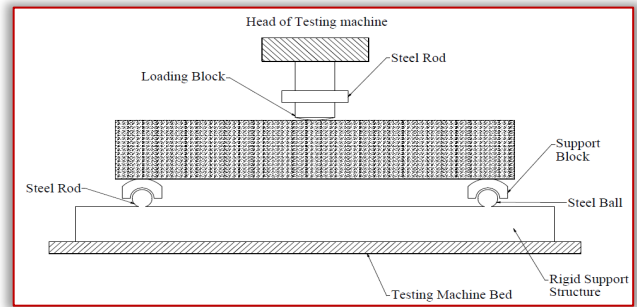 Head of Testing machine
Steel Rod
Loading Block
Support
Block
Steel Rod
Steel Ball
Rigid Support
Structure
Testing Machine Bed